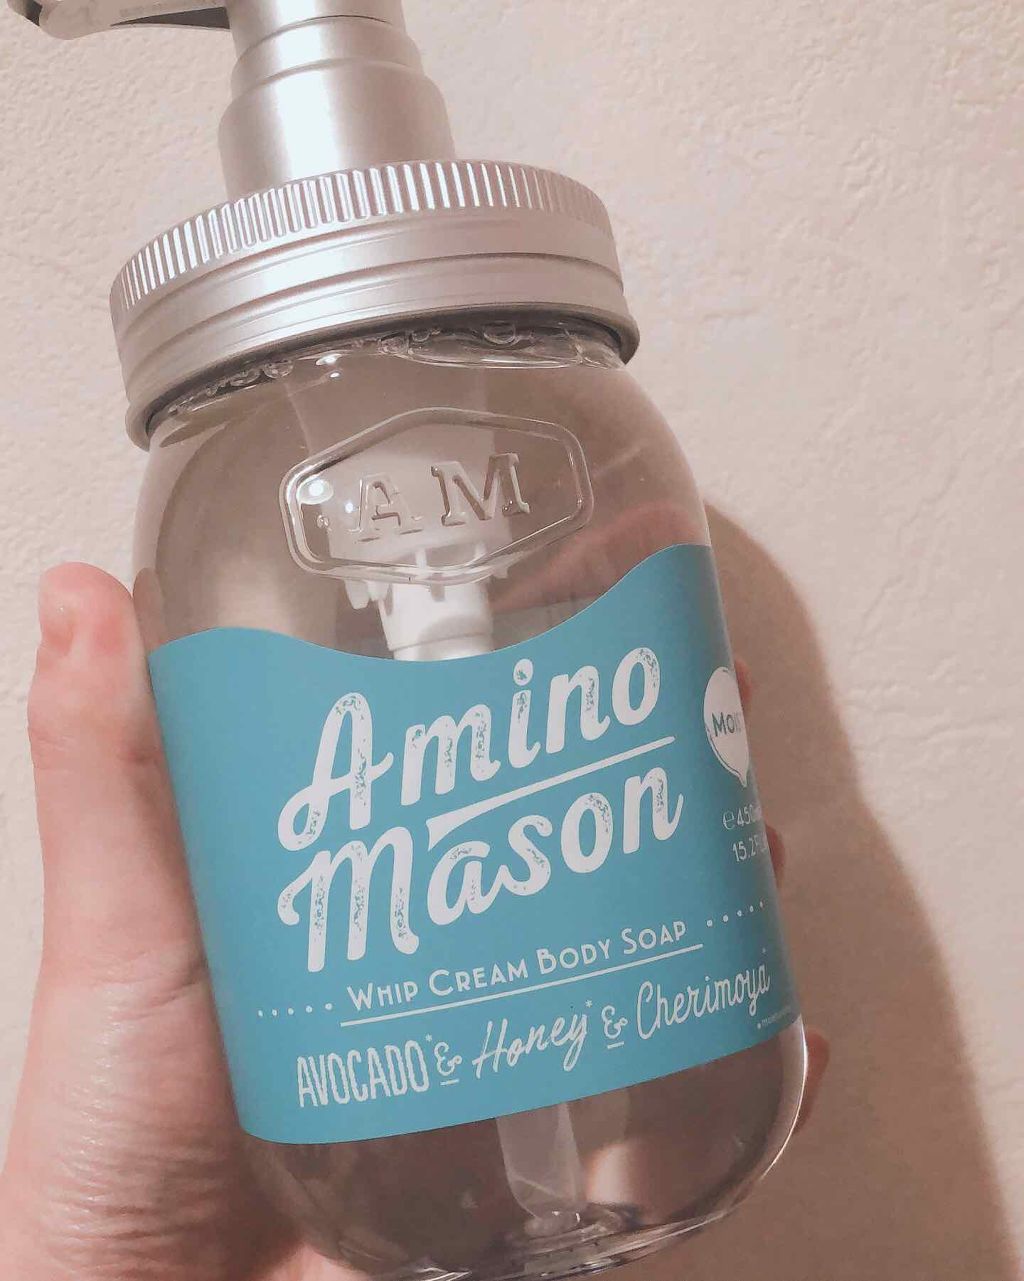 AM
Amino
Mason
WHIP CREAM BODY SOAP
AVOCADO* & Honey* & Cherimoya*